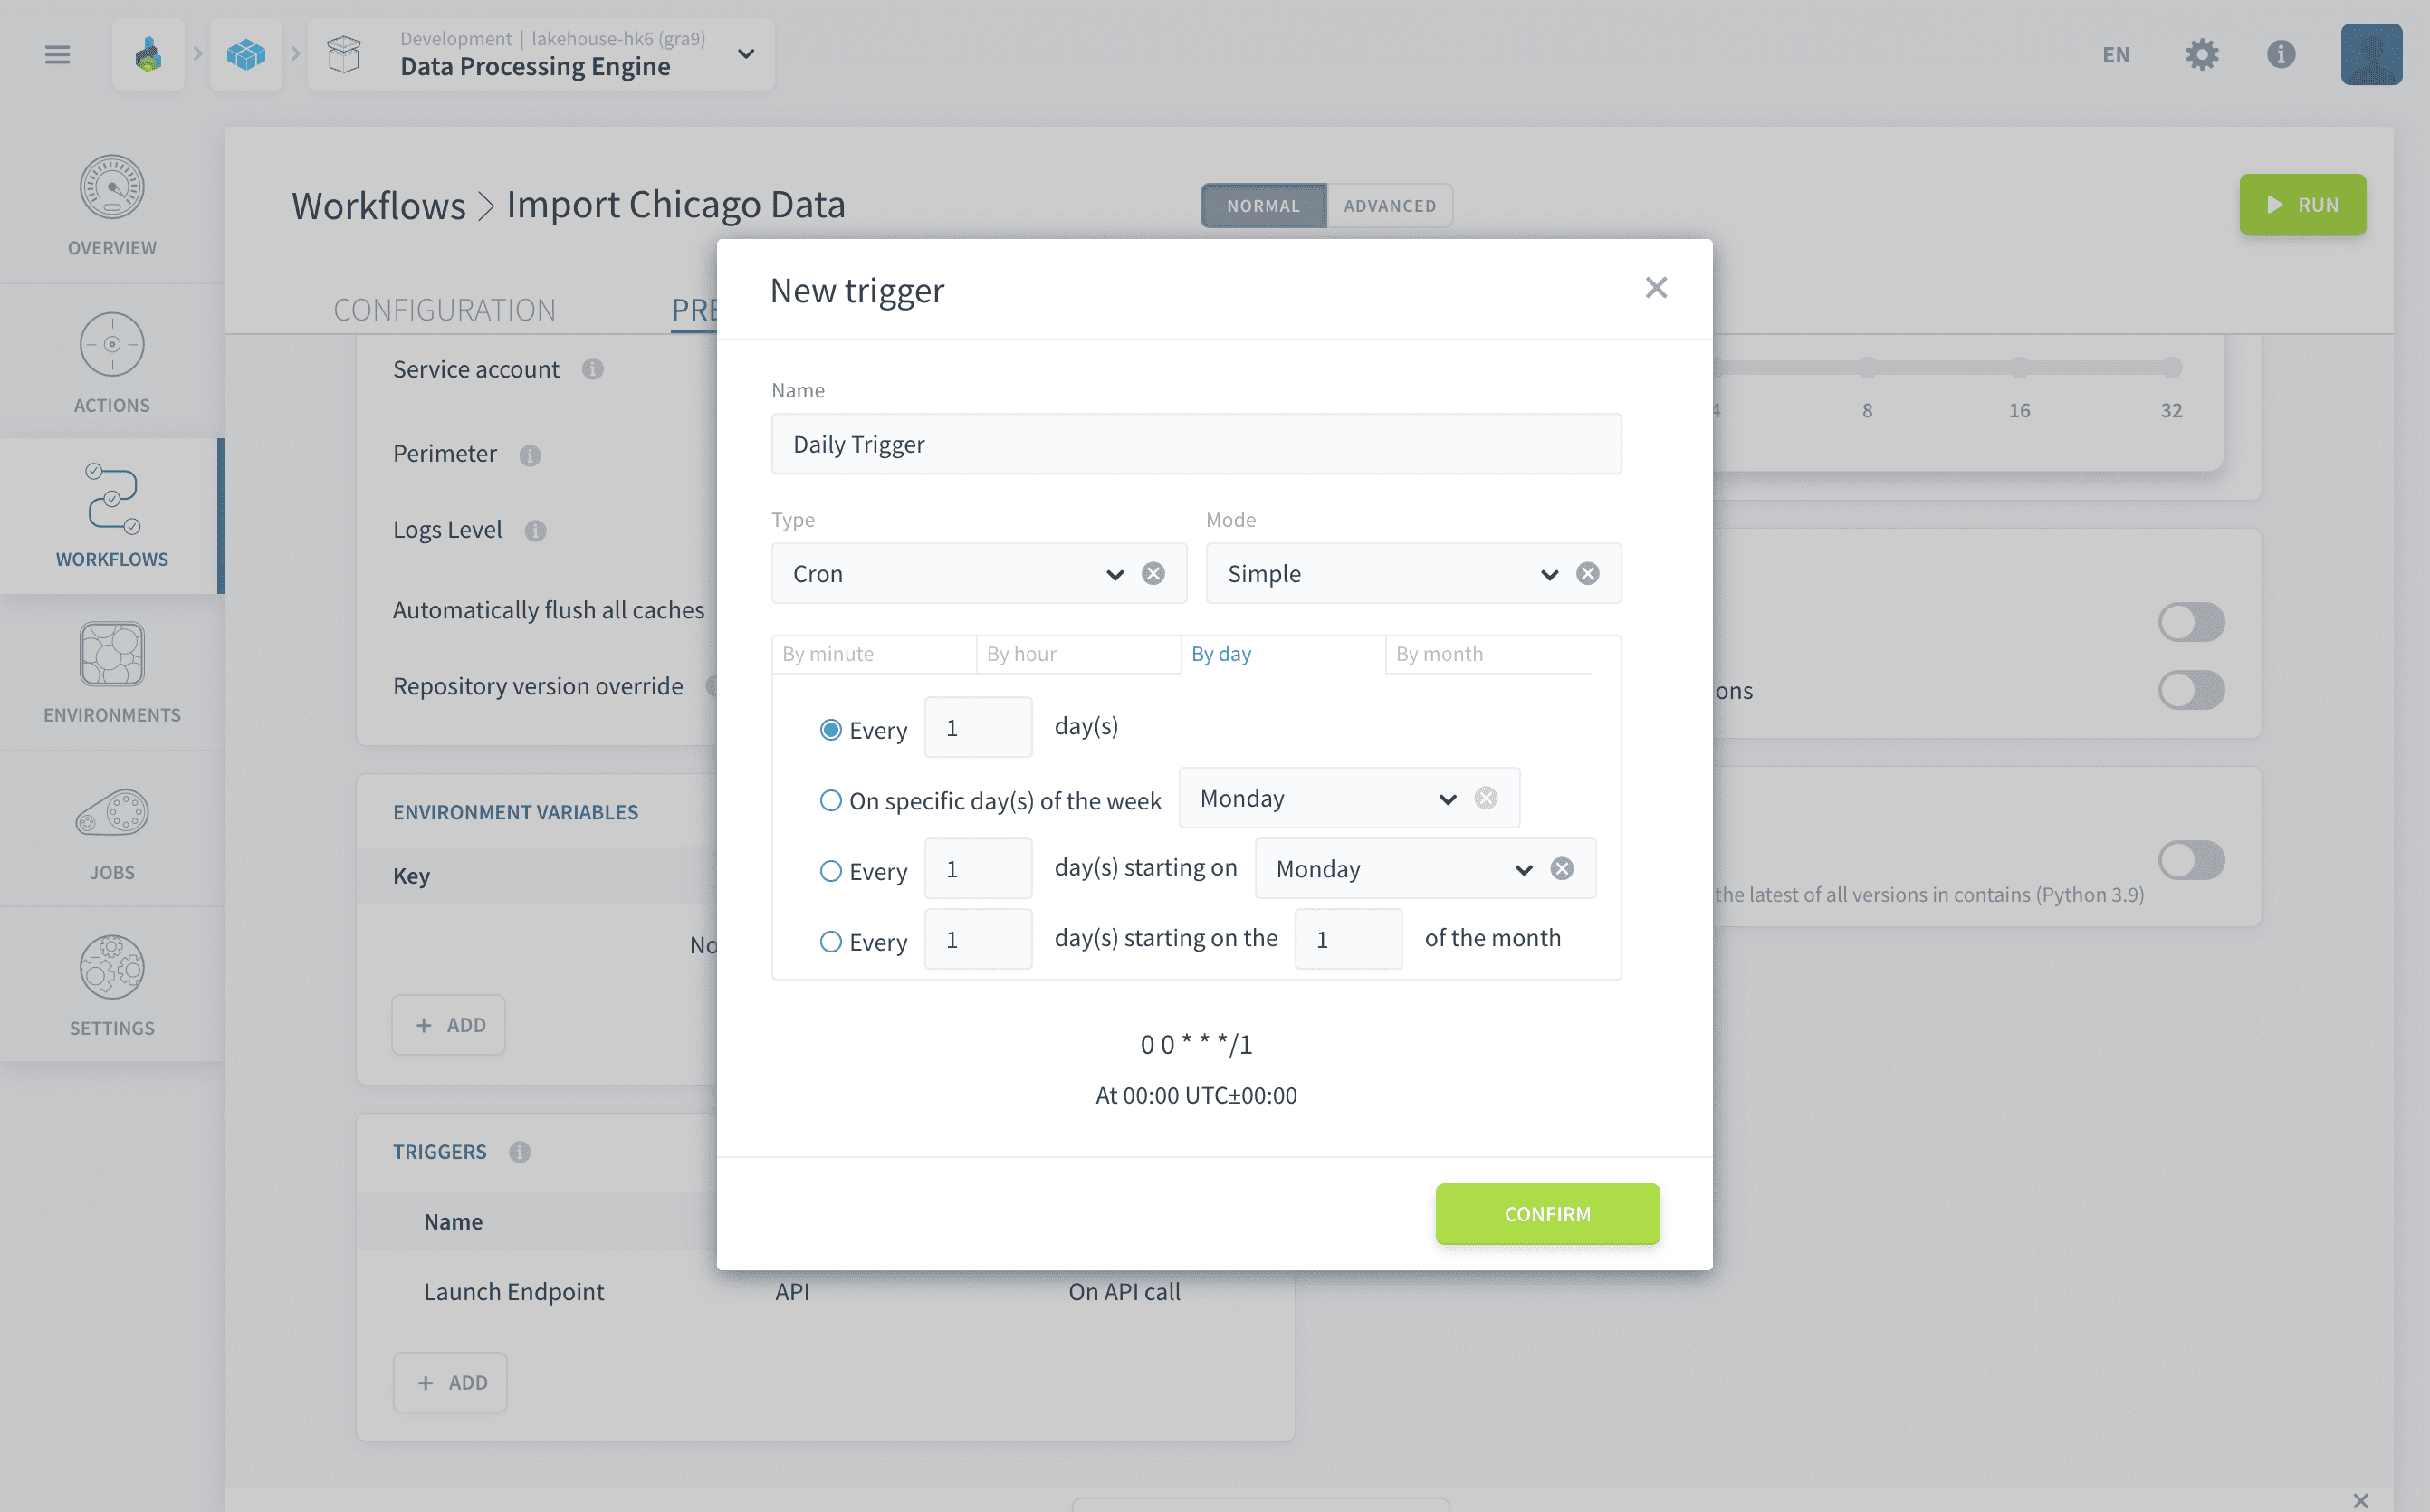 Development | lakehouse-hk6 (gra9)
Data Processing Engine
EN
OVERVIEW
ACTIONS
WORKFLOWS
ENVIRONMENTS
JOBS
SETTINGS
Workflows > Import Chicago Data
NORMAL
ADVANCED
RUN
CONFIGURATION
PRE
Service account
Perimeter
Logs Level
Automatically flush all caches
Repository version override
4
8
16
32
ons
the latest of all versions in contains (Python 3.9)
ENVIRONMENT VARIABLES
Key
No
+ ADD
TRIGGERS
Name
Launch Endpoint
API
On API call
+ ADD
New trigger
Name
Daily Trigger
Type
Mode
Cron
Simple
By minute
By hour
By day
By month
Every 1 day(s)
On specific day(s) of the week Monday
Every 1 day(s) starting on Monday
Every 1 day(s) starting on the 1 of the month
0 0 * * */1
At 00:00 UTC±00:00
CONFIRM